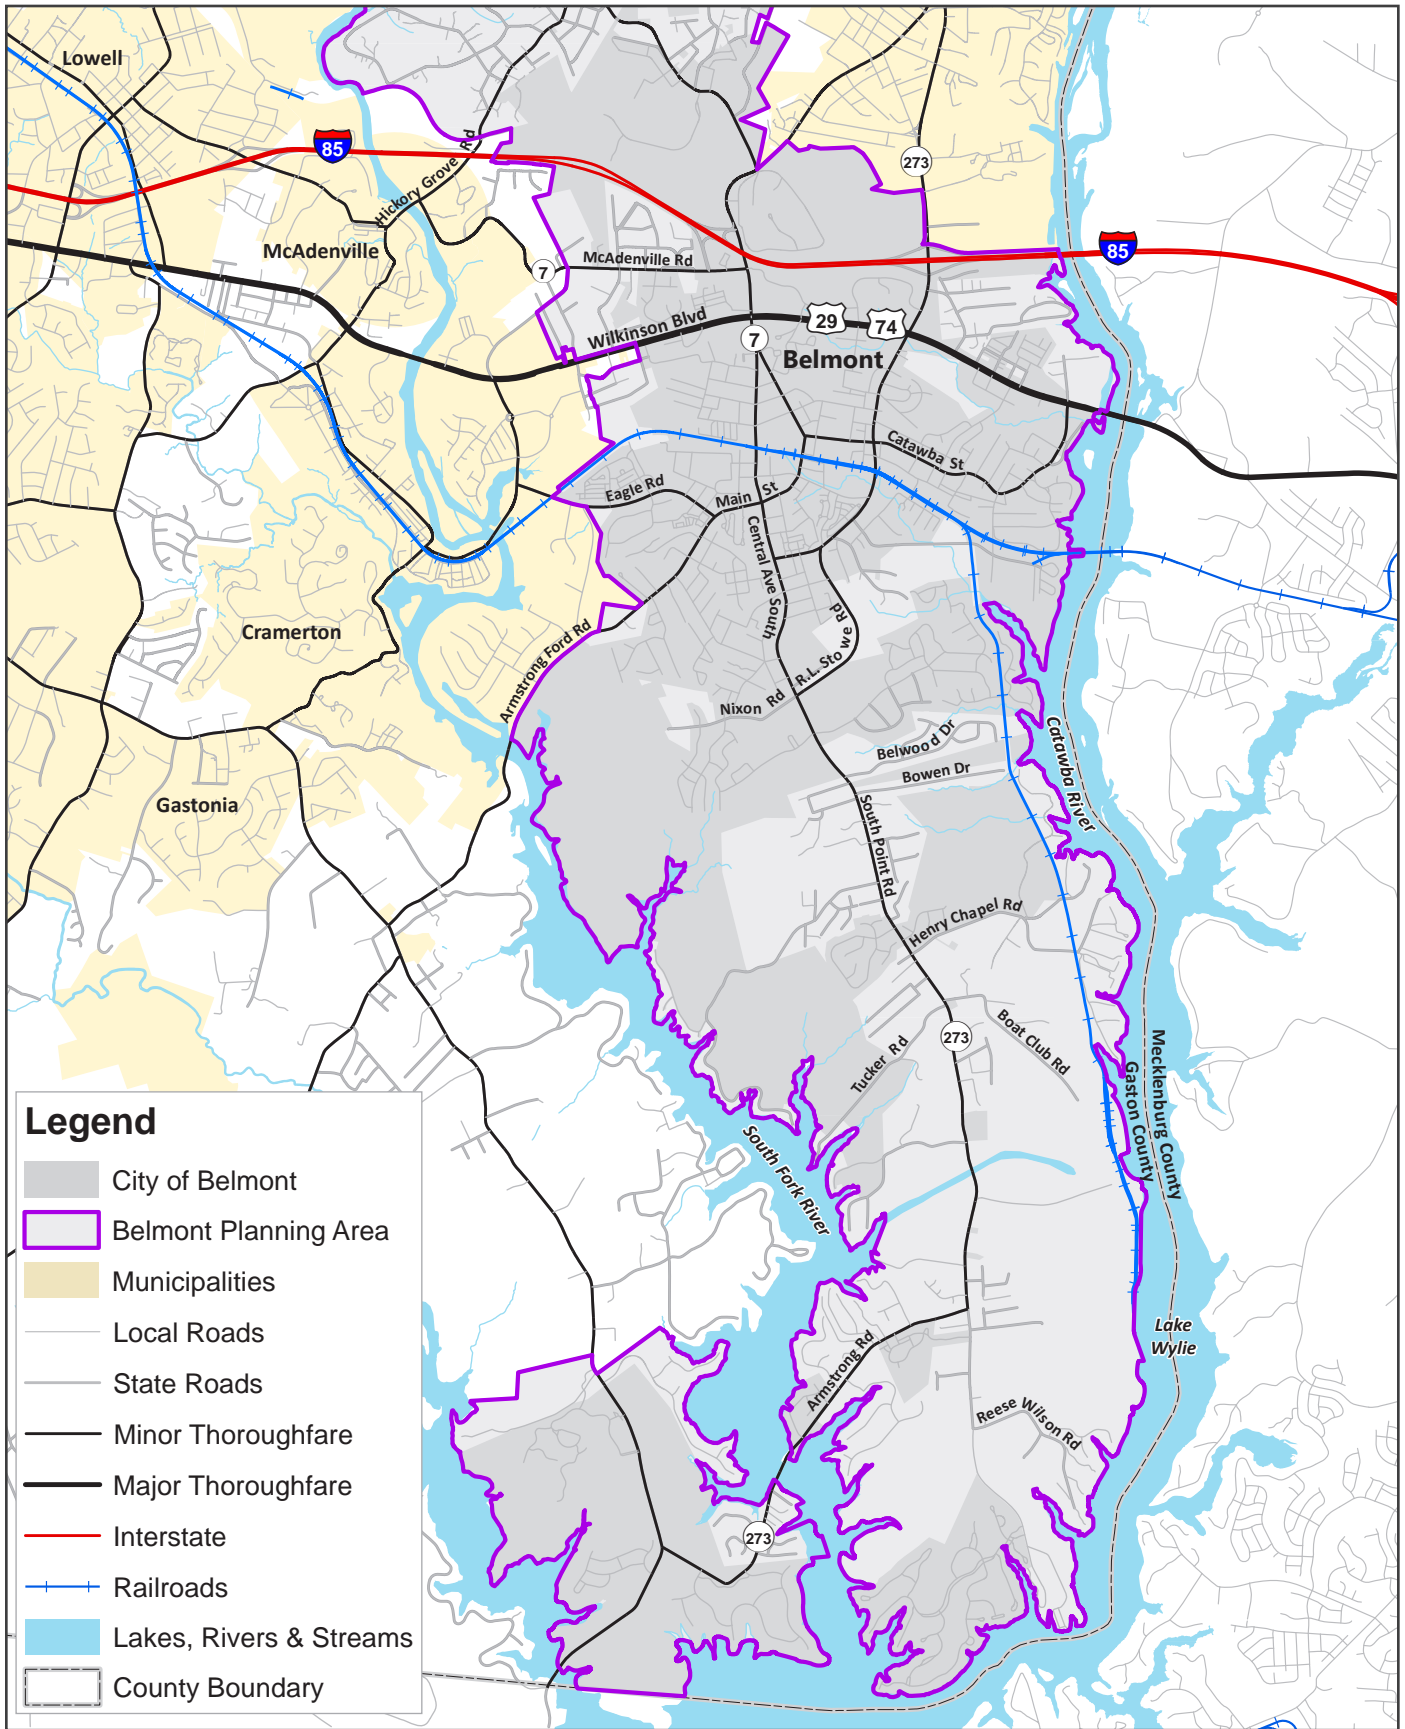 Lowell
85
Hickory Grove Rd
273
McAdenville
7
McAdenville Rd
85
Wilkinson Blvd
29
74
7
Belmont
Catawba St
Eagle Rd
Main St
Central Ave South
Cramerton
Armstrong Ford Rd
R.L. Stowe Rd
Nixon Rd
Belwood Dr
Bowen Dr
Catawba River
Gastonia
South Point Rd
Henry Chapel Rd
Tucker Rd
273
Boat Club Rd
Mecklenburg County
Gaston County
South Fork River
Lake
Wylie
Armstrong Rd
Reese Wilson Rd
273
Legend
City of Belmont
Belmont Planning Area
Municipalities
Local Roads
State Roads
Minor Thoroughfare
Major Thoroughfare
Interstate
Railroads
Lakes, Rivers & Streams
County Boundary